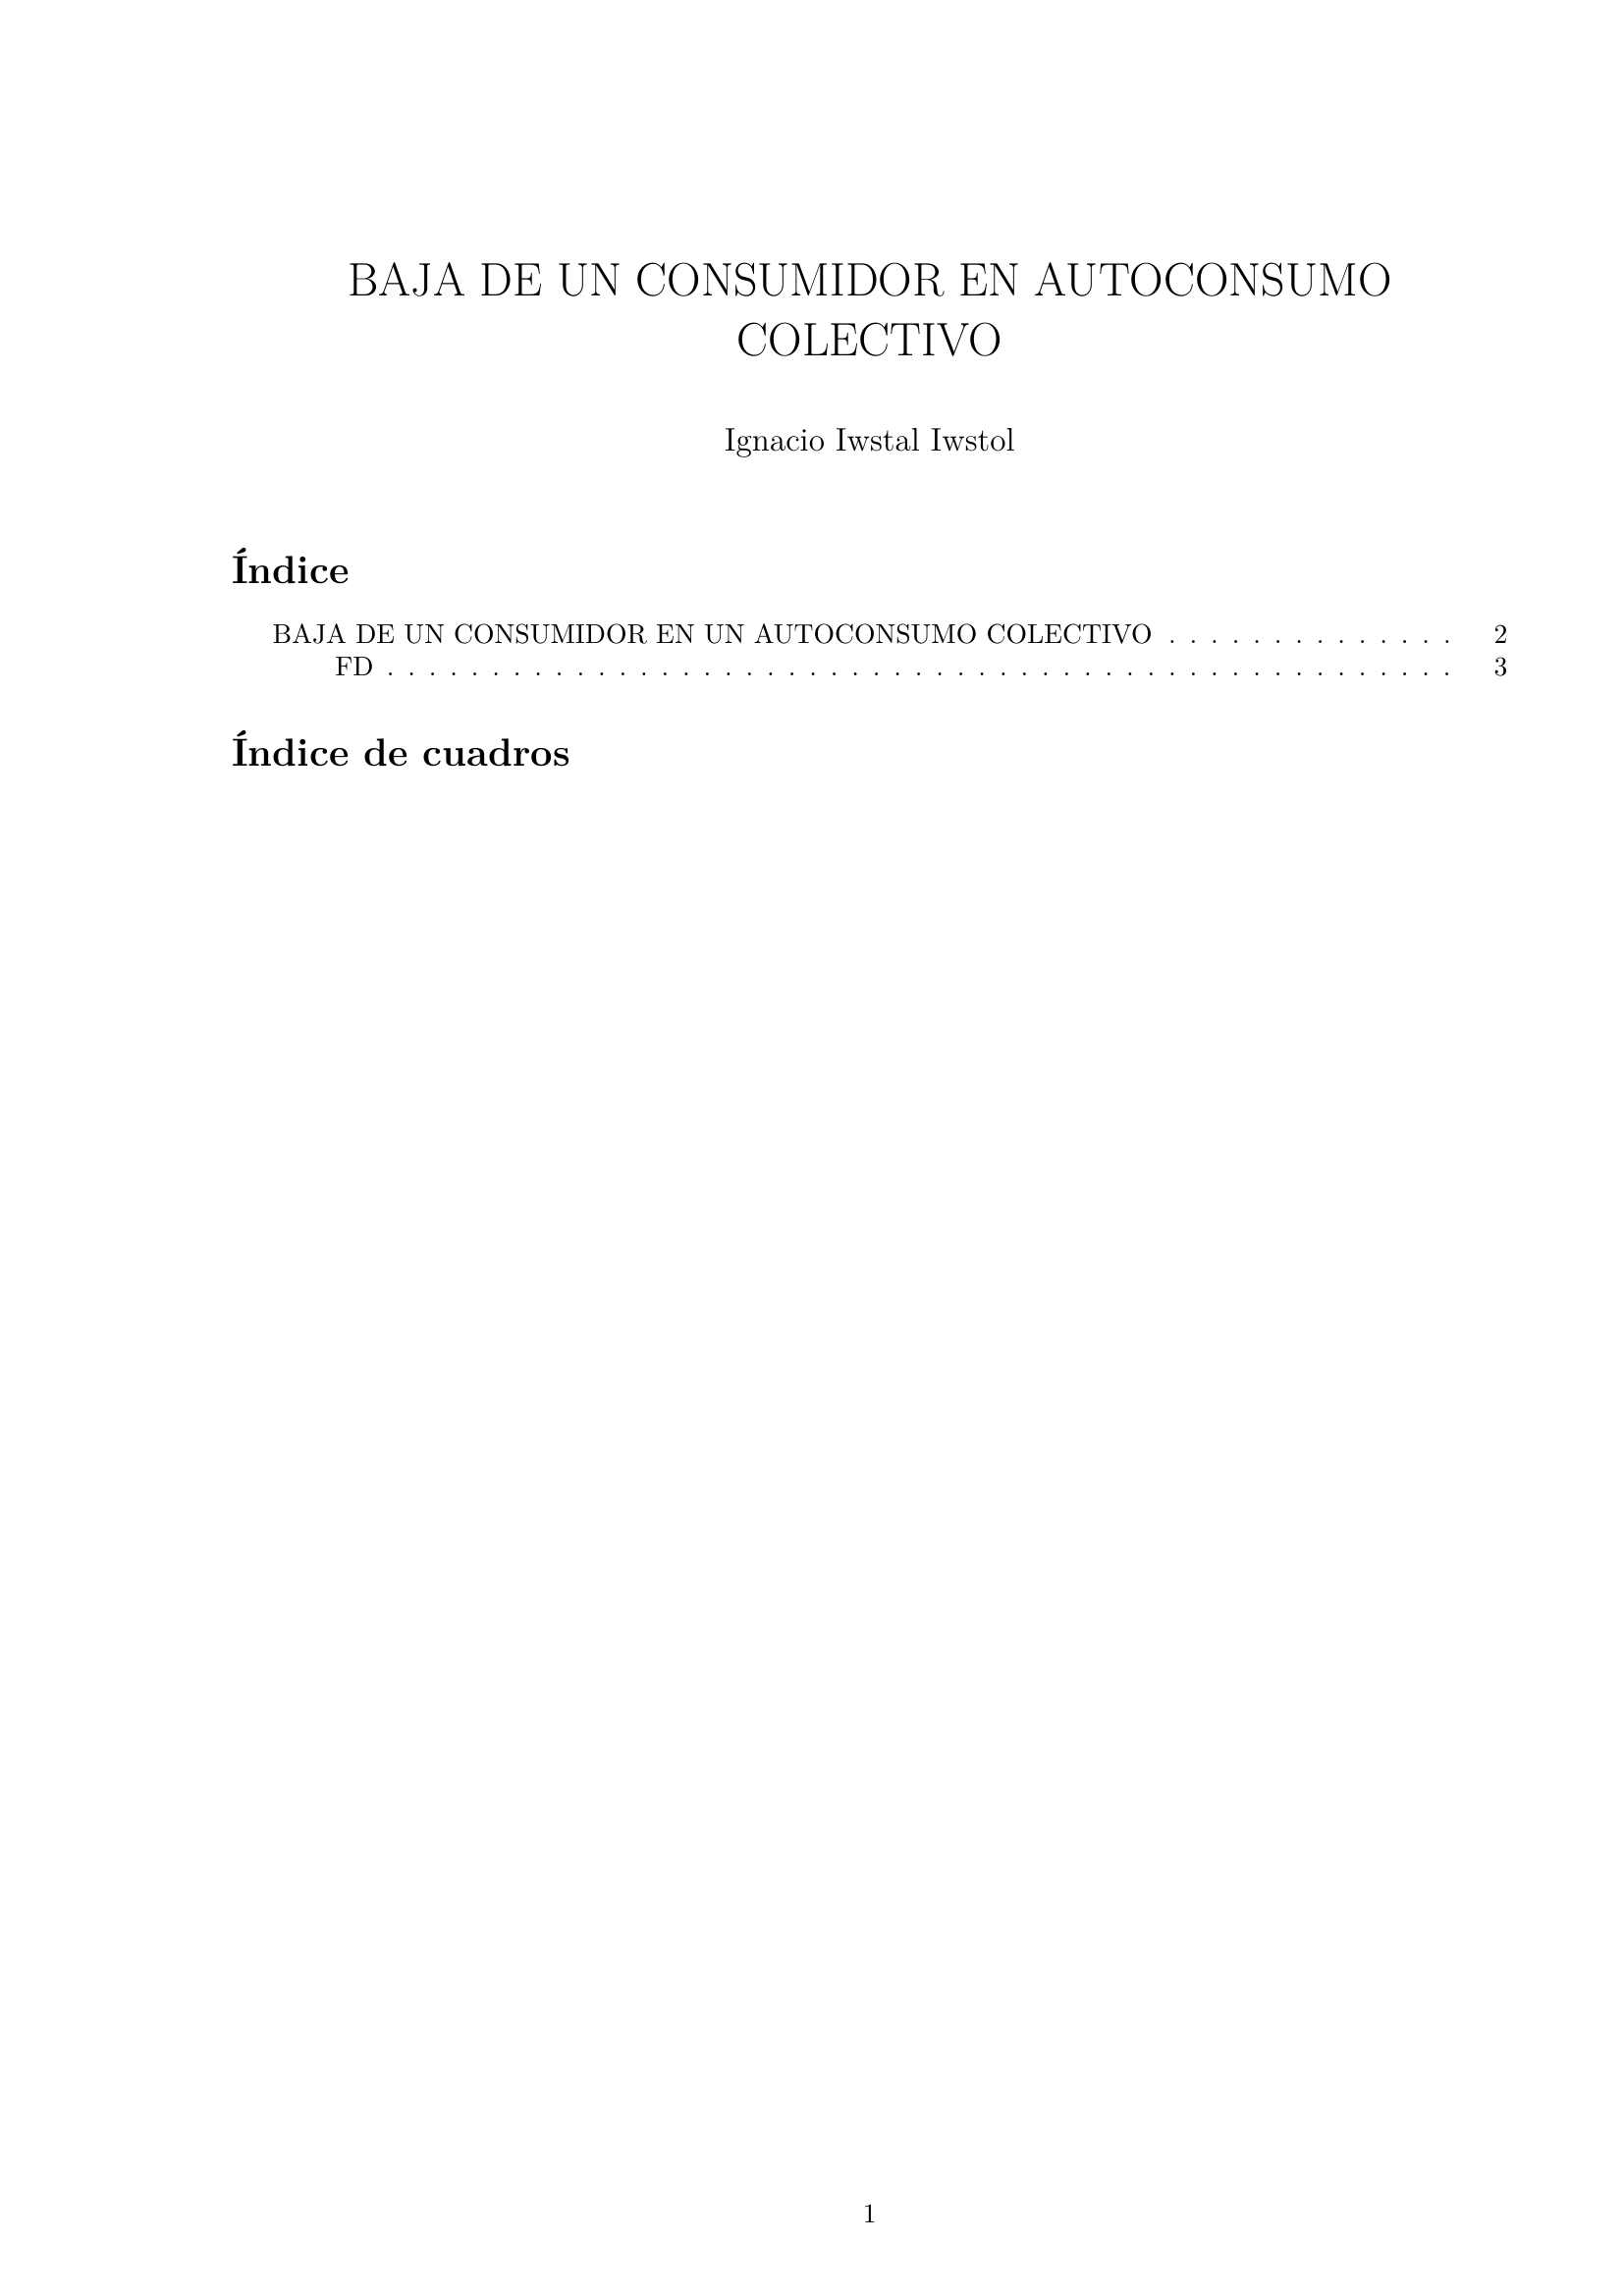 BAJA DE UN CONSUMIDOR EN AUTOCONSUMO
COLECTIVO
Ignacio Iwstal Iwstol
Índice
BAJA DE UN CONSUMIDOR EN UN AUTOCONSUMO COLECTIVO . . . . . . . . . . . . . . 2
FD . . . . . . . . . . . . . . . . . . . . . . . . . . . . . . . . . . . . . . . . . . . . . . . . . . . 3
Índice de cuadros
1